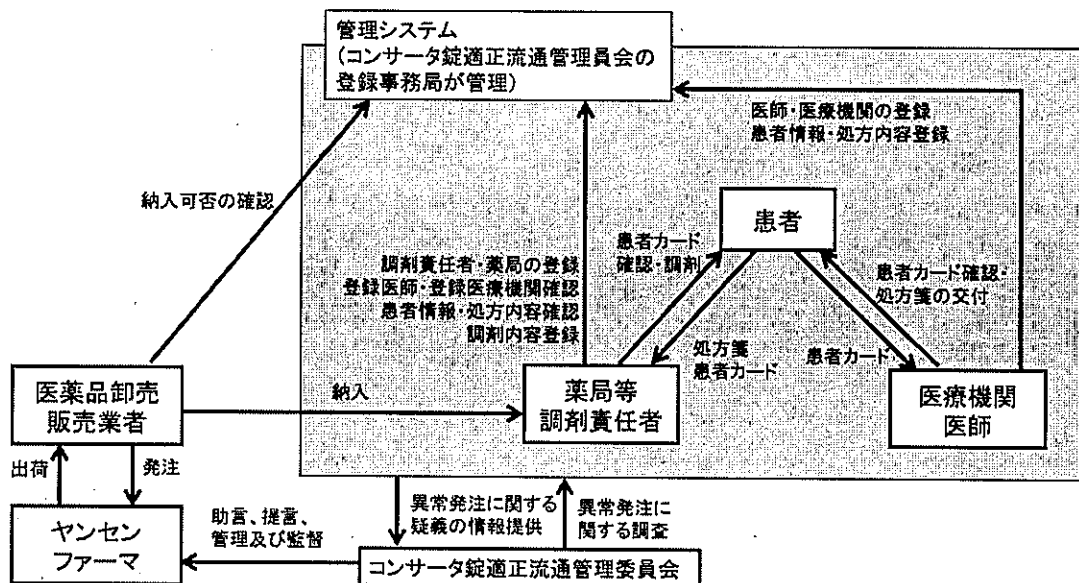 管理システム
(コンサータ錠適正流通管理員会の
登録事務局が管理)
医師・医療機関の登録
患者情報・処方内容登録
納入可否の確認
患者
患者カード
確認・調剤
患者カード確認・
処方箋の交付
調剤責任者・薬局の登録
登録医師・登録医療機関確認
患者情報・処方内容確認
調剤内容登録
処方箋
患者カード
患者カード
医薬品卸売
販売業者
納入
薬局等
調剤責任者
医療機関
医師
出荷
発注
異常発注に関する
疑義の情報提供
異常発注に
関する調査
ヤンセン
ファーマ
助言、提言、
管理及び監督
コンサータ錠適正流通管理委員会